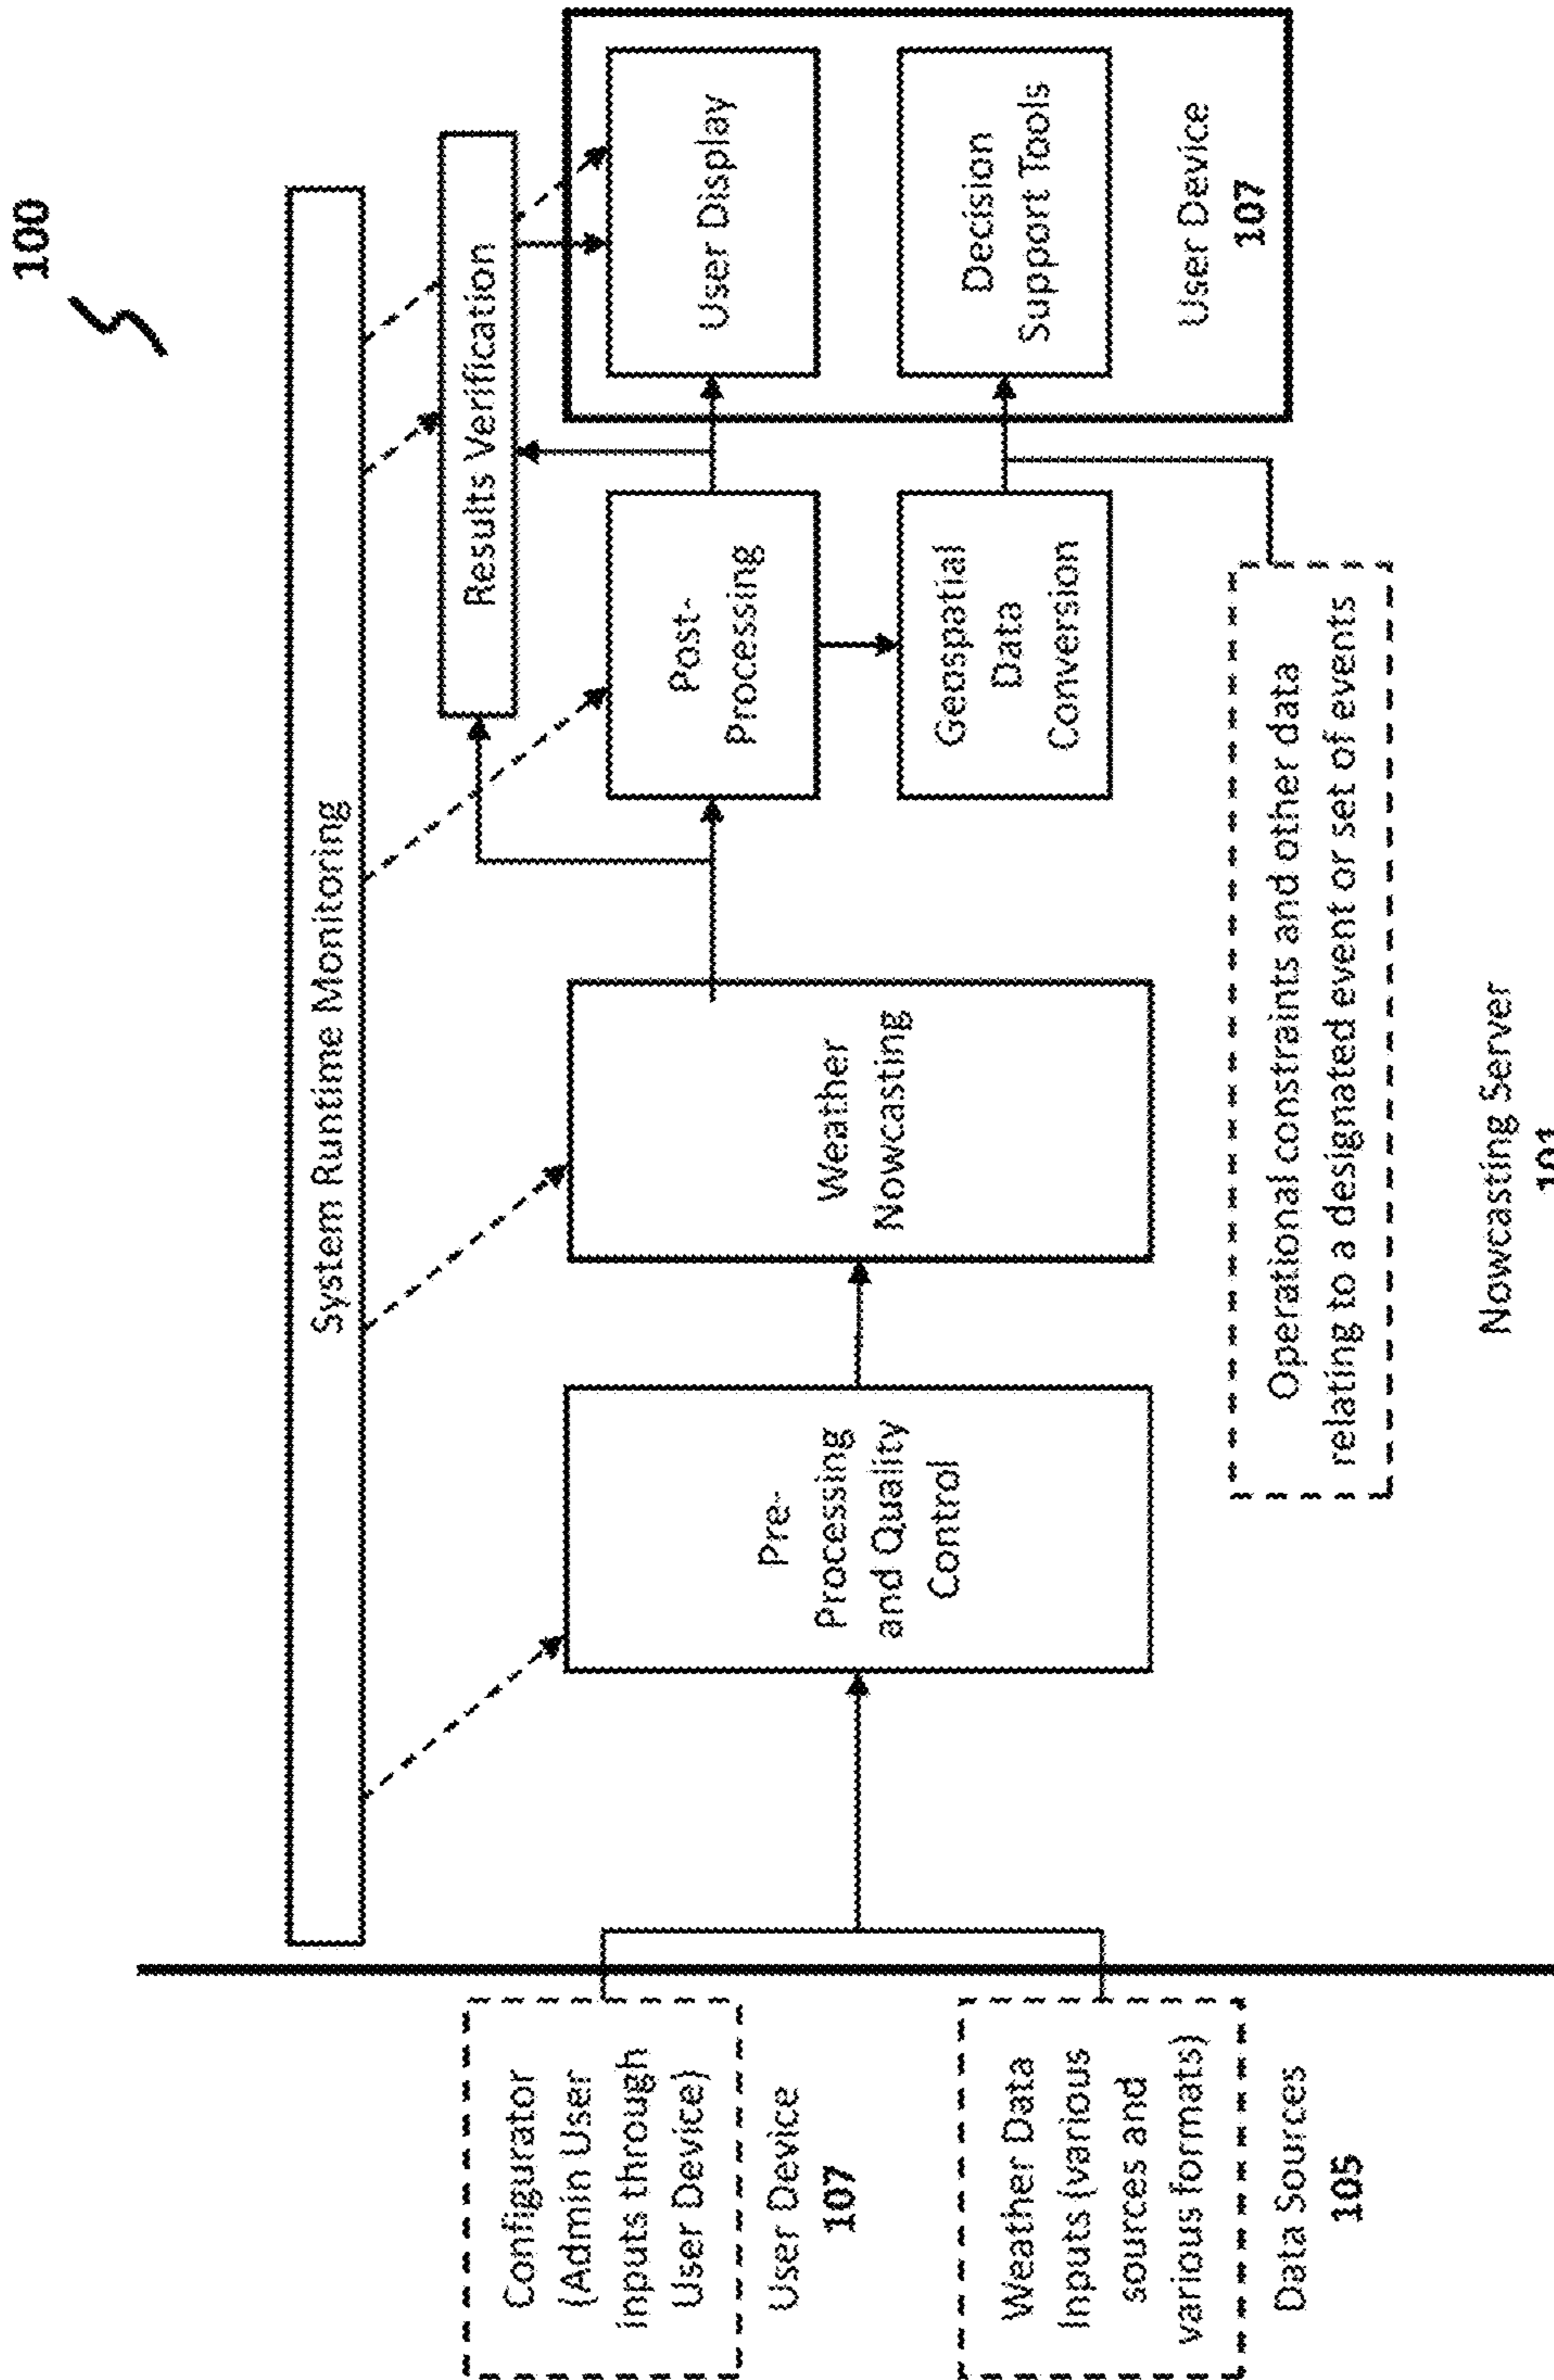 100
System Runtime Monitoring
Results Verification
Configurator
(Admin User
inputs through
User Device)
User Device
107
Weather Data
Inputs (various
sources and
various formats)
Data Sources
105
Pre-
Processing
and Quality
Control
Weather
Nowcasting
Post-
Processing
Geospatial
Data
Conversion
User Display
Decision
Support Tools
User Device
107
Operational constraints and other data
relating to a designated event or set of events
Nowcasting Server
101